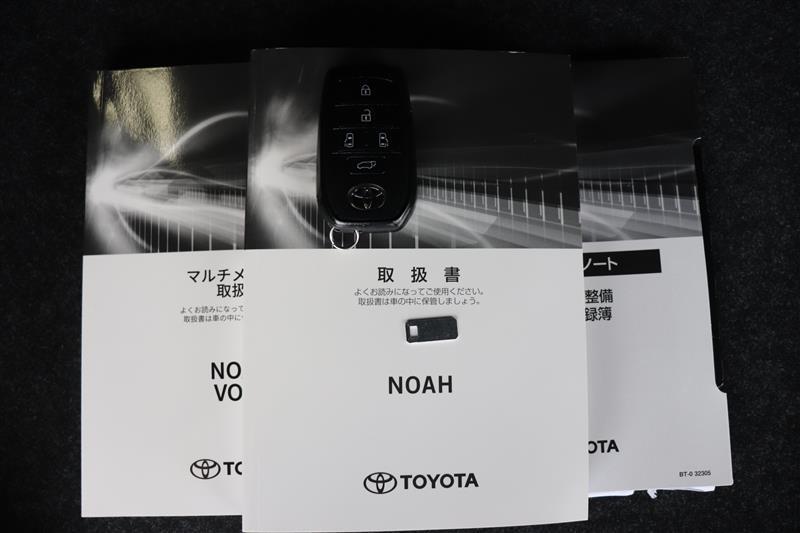 マルチメ
取扱
よくお読みになって
取扱書は車の中に
NO
VO
TOYO
取扱書
よくお読みになってご使用ください。
取扱書は車の中に保管しましょう。
NOAH
TOYOTA
ノート
整備
録簿
OTA
BT-0 32305